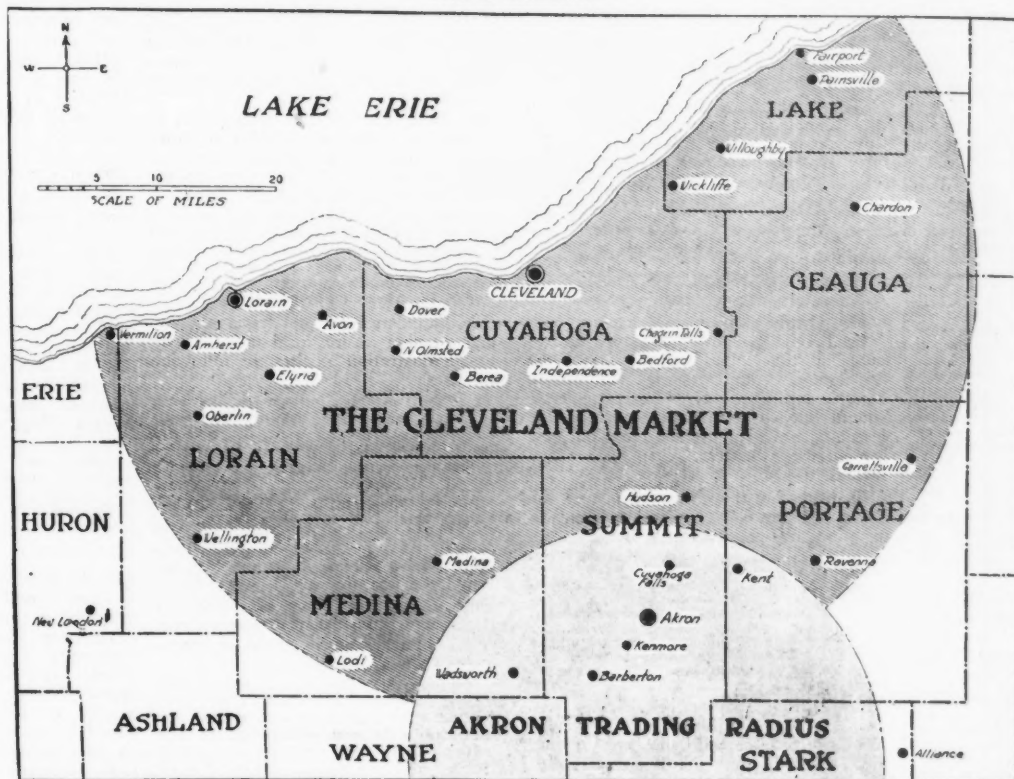 N
W E
S
LAKE ERIE
5 10 20
SCALE OF MILES
Fairport
Painsville
LAKE
Willoughby
Wickliffe
Chardon
GEAUGA
CLEVELAND
Lorain
Vermilion
Amherst
Avon
Dover
CUYAHOGA
Chagrin Falls
N Olmsted
Berea
Independence
Bedford
Elyria
ERIE
Oberlin
THE CLEVELAND MARKET
LORAIN
Garrettsville
HURON
Hudson
SUMMIT
PORTAGE
Wellington
Medina
Cuyahoga
Falls
Kent
Ravenna
MEDINA
New London
Akron
Kenmore
Lodi
Wadsworth
Barberton
ASHLAND
WAYNE
AKRON TRADING RADIUS
STARK
Alliance